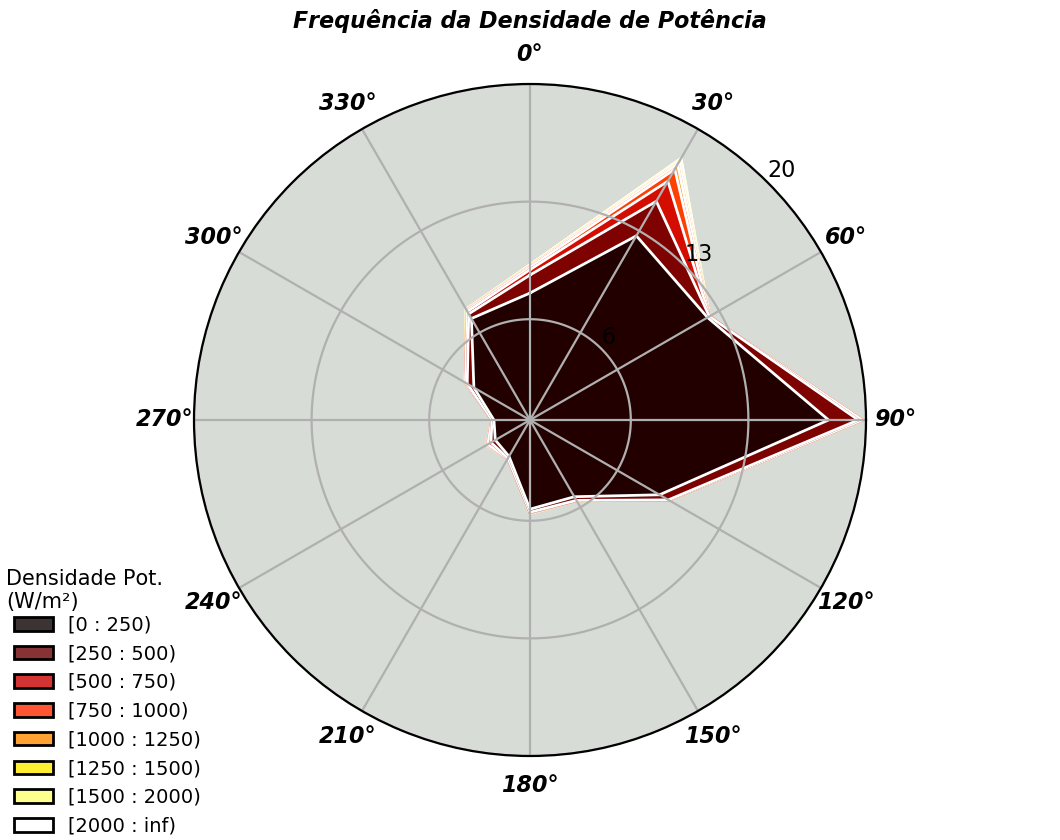 Frequência da Densidade de Potência
0°
330°
30°
20
300°
60°
13
6
270°
90°
240°
120°
210°
150°
180°
Densidade Pot.
(W/m²)
[0 : 250)
[250 : 500)
[500 : 750)
[750 : 1000)
[1000 : 1250)
[1250 : 1500)
[1500 : 2000)
[2000 : inf)